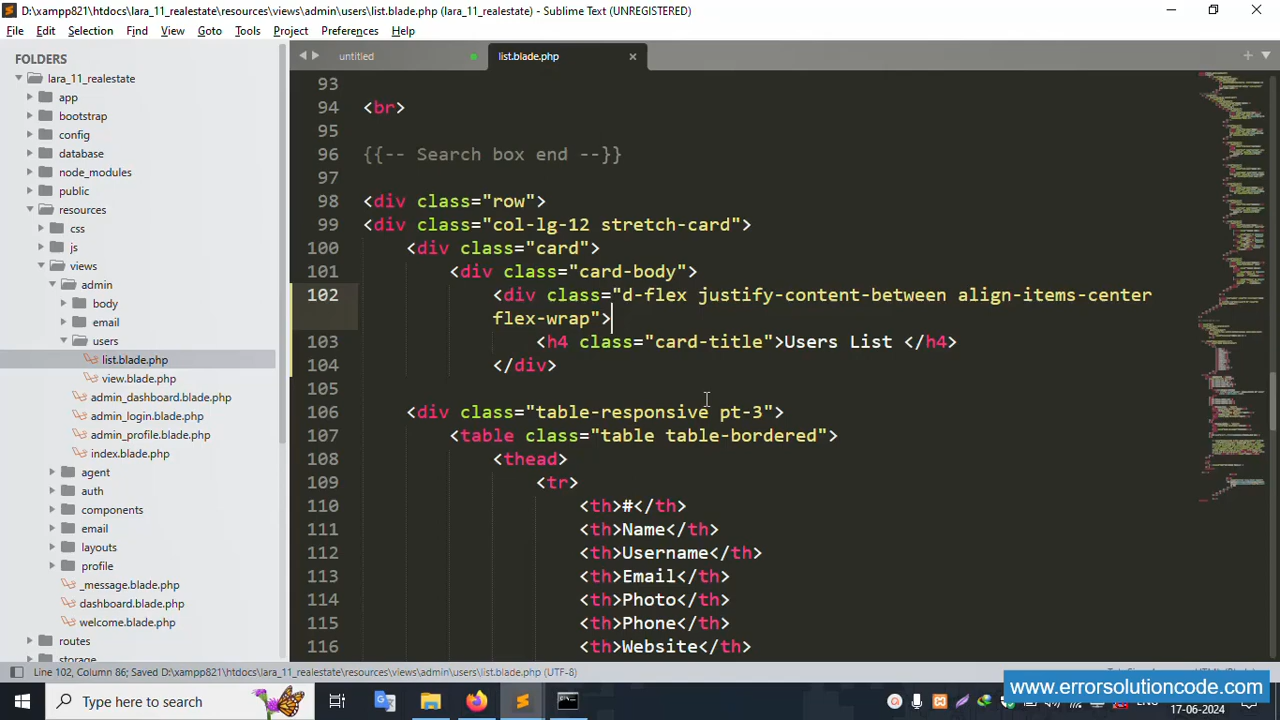 D:\xampp821\htdocs\lara_11_realestate\resources\views\admin\users\list.blade.php (lara_11_realestate) - Sublime Text (UNREGISTERED)
File Edit Selection Find View Goto Tools Project Preferences Help
FOLDERS
lara_11_realestate
app
bootstrap
config
database
node_modules
public
resources
css
js
views
admin
body
email
users
list.blade.php
view.blade.php
admin_dashboard.blade.php
admin_login.blade.php
admin_profile.blade.php
index.blade.php
agent
auth
components
email
layouts
profile
_message.blade.php
dashboard.blade.php
welcome.blade.php
routes
storage
untitled
list.blade.php
93
94 <br>
95
96 {{-- Search box end --}}
97
98 <div class="row">
99 <div class="col-lg-12 stretch-card">
100 <div class="card">
101 <div class="card-body">
102 <div class="d-flex justify-content-between align-items-center
flex-wrap">
103 <h4 class="card-title">Users List </h4>
104 </div>
105
106 <div class="table-responsive pt-3">
107 <table class="table table-bordered">
108 <thead>
109 <tr>
110 <th>#</th>
111 <th>Name</th>
112 <th>Username</th>
113 <th>Email</th>
114 <th>Photo</th>
115 <th>Phone</th>
116 <th>Website</th>
Line 102, Column 86; Saved D:\xampp821\htdocs\lara_11_realestate\resources\views\admin\users\list.blade.php (UTF-8)
Type here to search
www.errorsolutioncode.com/
17-06-2024